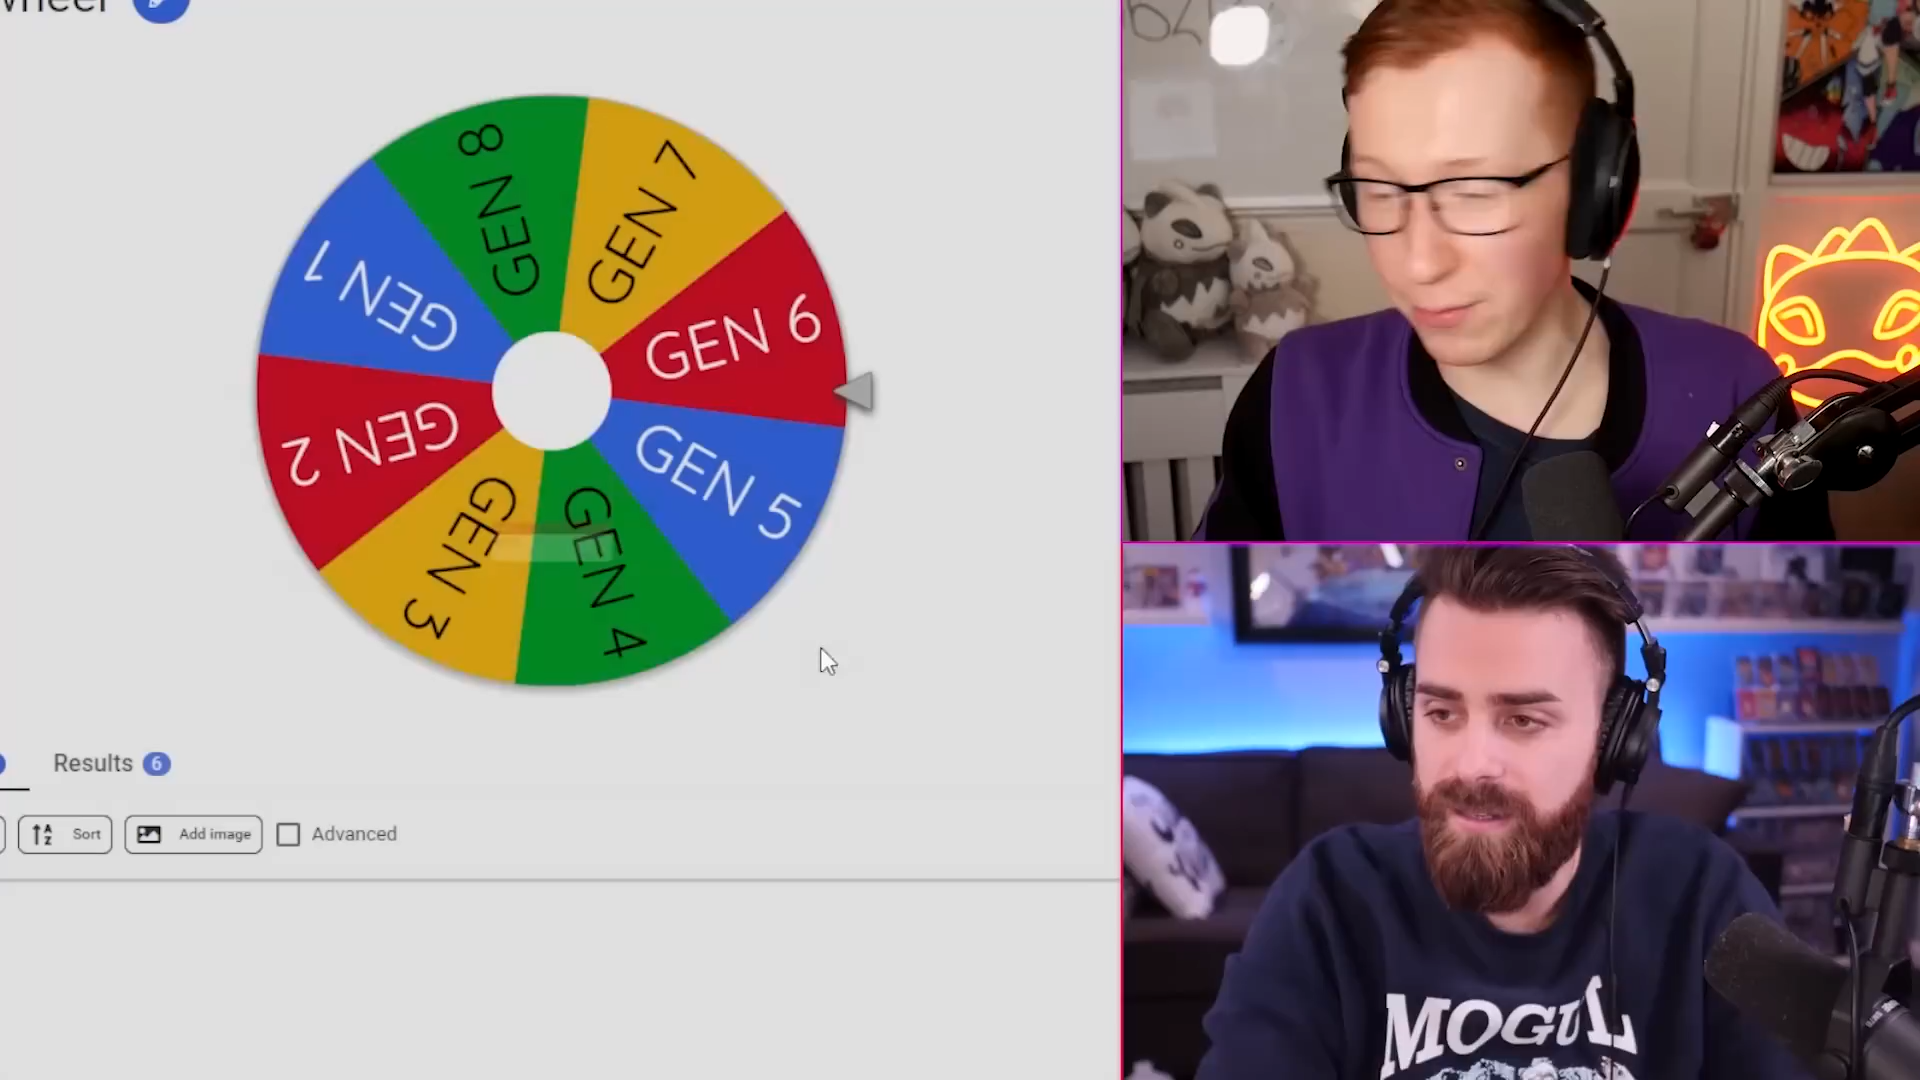 wheel
GEN 8
GEN 7
GEN 1
GEN 6
GEN 2
GEN 5
GEN 3
GEN 4
Results 6
Sort
Add image
Advanced
MOGUL